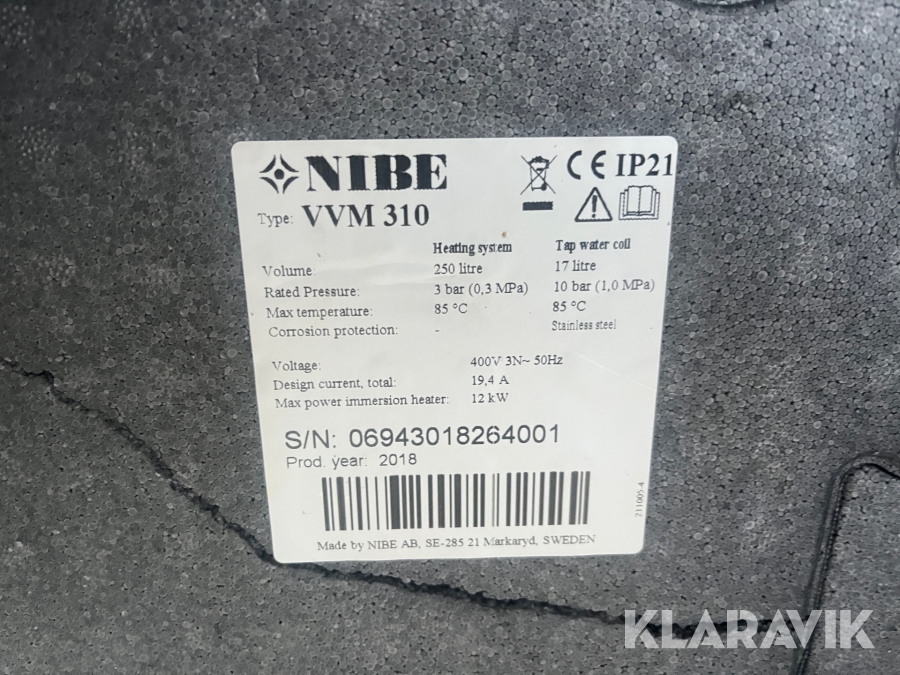 NIBE CE IP21
Type: VVM 310
Heating system Tap water coil
Volume: 250 litre 17 litre
Rated Pressure: 3 bar (0,3 MPa) 10 bar (1,0 MPa)
Max temperature: 85 °C 85 °C
Corrosion protection: - Stainless steel
Voltage: 400V 3N~ 50Hz
Design current, total: 19,4 A
Max power immersion heater: 12 kW
S/N: 06943018264001
Prod. year: 2018
211005-4
Made by NIBE AB, SE-285 21 Markaryd, SWEDEN
KLARAVIK